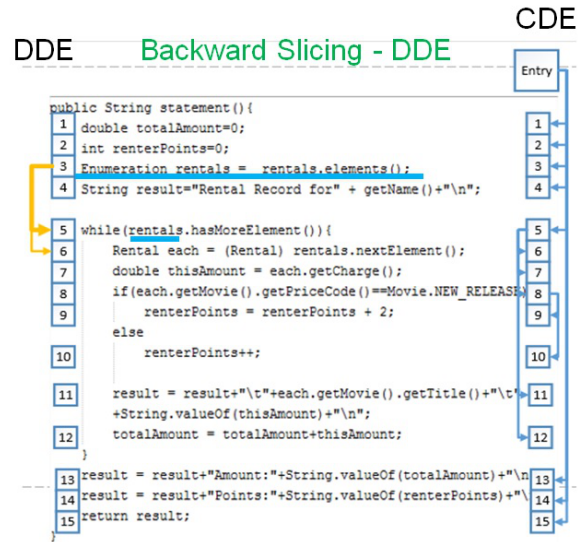 CDE
DDE Backward Slicing - DDE
Entry
public String statement(){
1 double totalAmount=0; 1
2 int renterPoints=0; 2
3 Enumeration rentals = rentals.elements(); 3
4 String result="Rental Record for" + getName()+"\n"; 4
5 while(rentals.hasMoreElement()){ 5
6 Rental each = (Rental) rentals.nextElement(); 6
7 double thisAmount = each.getCharge(); 7
8 if(each.getMovie().getPriceCode()==Movie.NEW_RELEASE) 8
9 renterPoints = renterPoints + 2; 9
else
10 renterPoints++; 10
11 result = result+"\t"+each.getMovie().getTitle()+"\t" 11
+String.valueOf(thisAmount)+"\n";
12 totalAmount = totalAmount+thisAmount; 12
}
13 result = result+"Amount:"+String.valueOf(totalAmount)+"\n 13
14 result = result+"Points:"+String.valueOf(renterPoints)+"\ 14
15 return result; 15
}